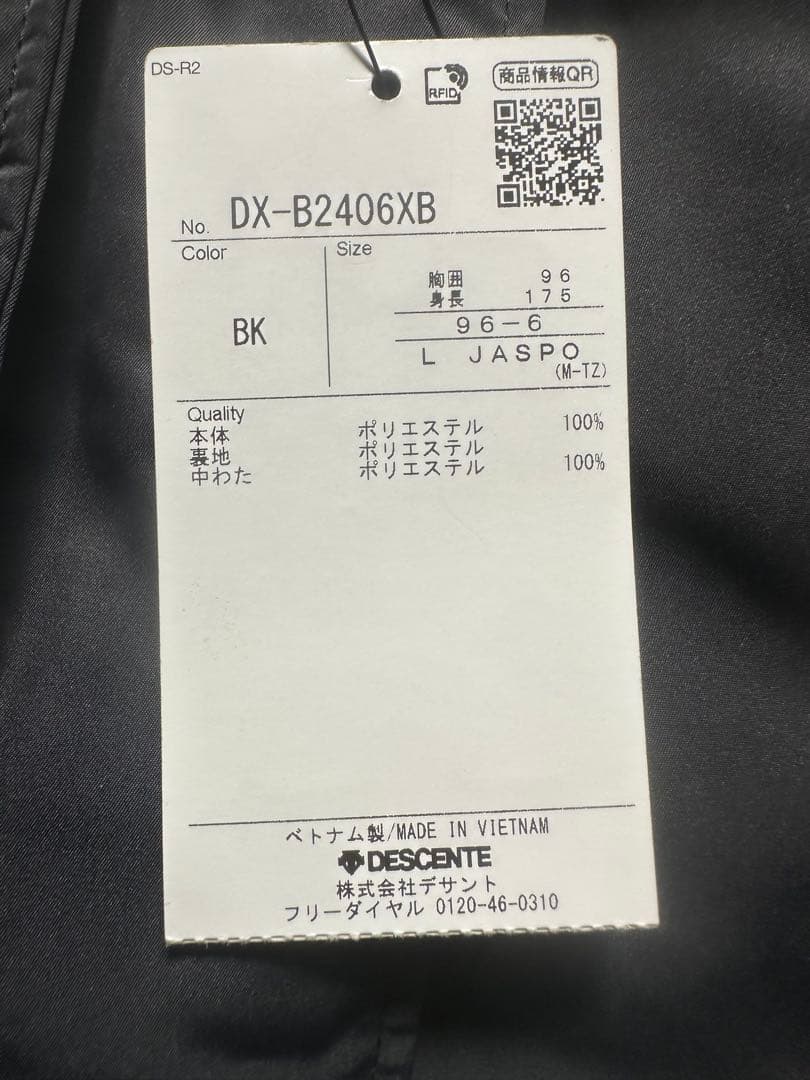 DS-R2
RFID
商品情報QR
No. DX-B2406XB
Color
Size
BK
胸囲 96
身長 175
96-6
L JASPO
(M-TZ)
Quality
本体 ポリエステル 100%
裏地 ポリエステル
中わた ポリエステル 100%
ベトナム製/MADE IN VIETNAM
DESCENTE
株式会社デサント
フリーダイヤル 0120-46-0310